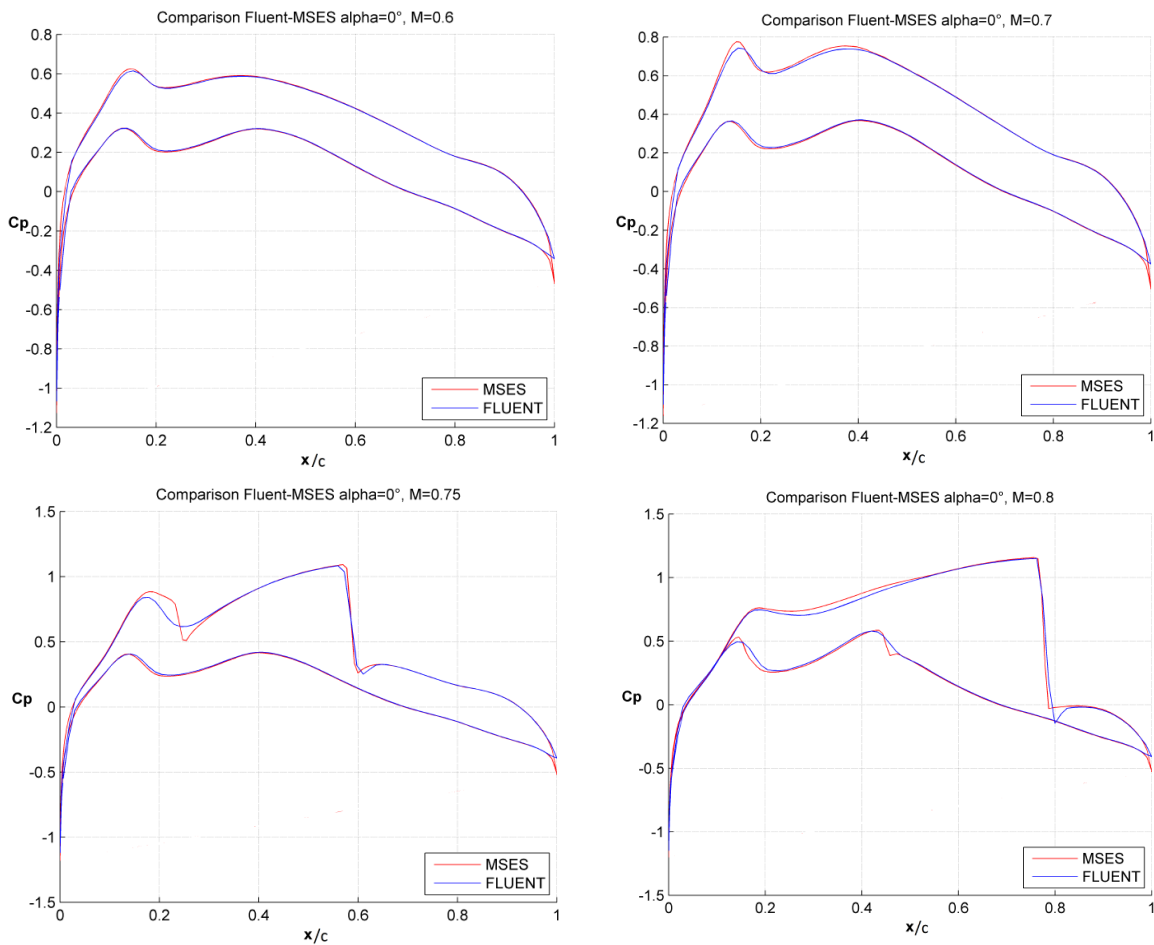 Comparison Fluent-MSES alpha=0°, M=0.6
0.8
0.6
0.4
0.2
0
-0.2
-0.4
-0.6
-0.8
-1
-1.2
Cp
0 0.2 0.4 0.6 0.8 1
x/c
MSES
FLUENT
Comparison Fluent-MSES alpha=0°, M=0.7
0.8
0.6
0.4
0.2
0
-0.2
-0.4
-0.6
-0.8
-1
-1.2
Cp
0 0.2 0.4 0.6 0.8 1
x/c
MSES
FLUENT
Comparison Fluent-MSES alpha=0°, M=0.75
1.5
1
0.5
0
-0.5
-1
-1.5
Cp
0 0.2 0.4 0.6 0.8 1
x/c
MSES
FLUENT
Comparison Fluent-MSES alpha=0°, M=0.8
1.5
1
0.5
0
-0.5
-1
-1.5
Cp
0 0.2 0.4 0.6 0.8 1
x/c
MSES
FLUENT